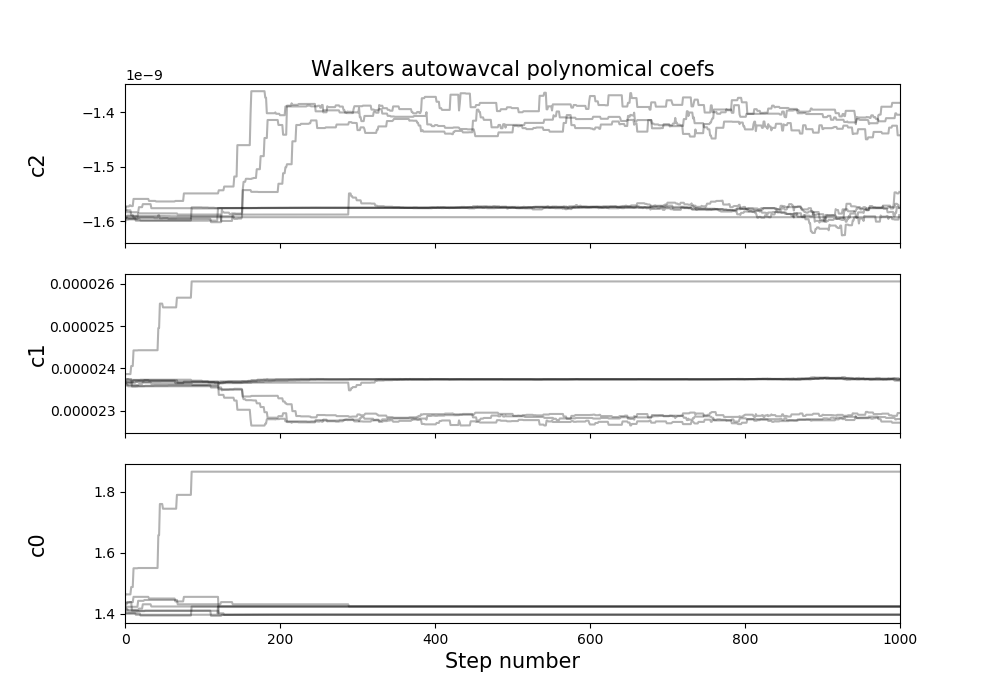 Walkers autowavcal polynomical coefs
1e−9
−1.4
−1.5
−1.6
c2
0.000026
0.000025
0.000024
0.000023
c1
1.8
1.6
1.4
c0
0 200 400 600 800 1000
Step number